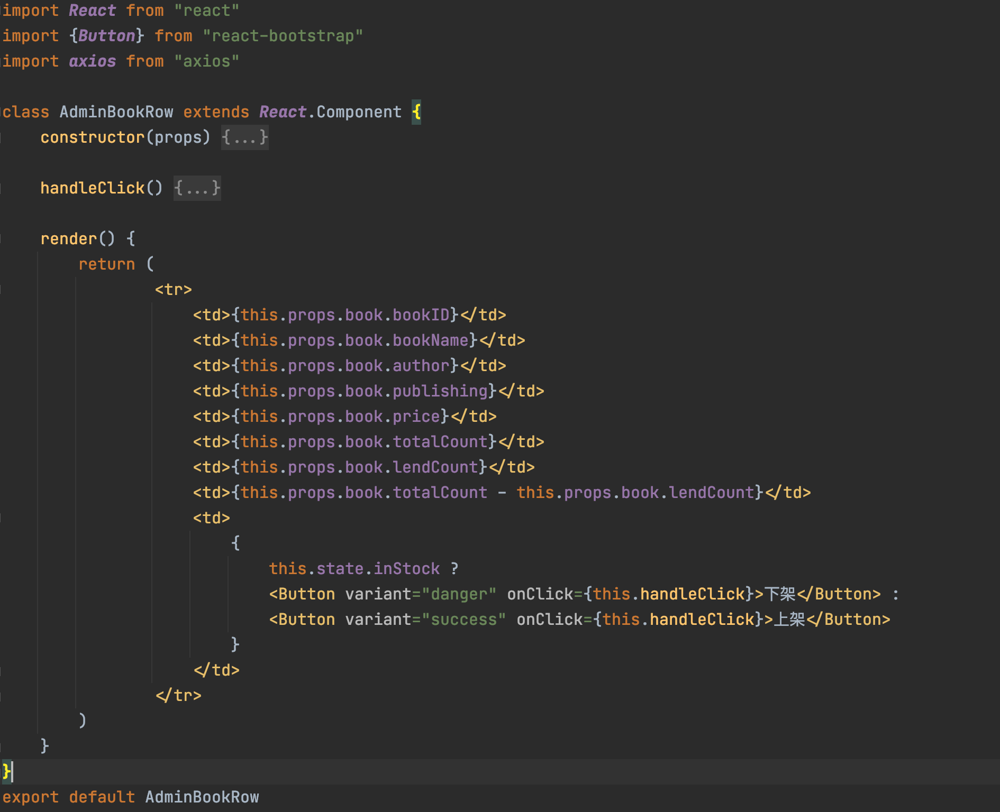 import React from "react"
import {Button} from "react-bootstrap"
import axios from "axios"
class AdminBookRow extends React.Component {
constructor(props) {...}
handleClick() {...}
render() {
return (
<tr>
<td>{this.props.book.bookID}</td>
<td>{this.props.book.bookName}</td>
<td>{this.props.book.author}</td>
<td>{this.props.book.publishing}</td>
<td>{this.props.book.price}</td>
<td>{this.props.book.totalCount}</td>
<td>{this.props.book.lendCount}</td>
<td>{this.props.book.totalCount - this.props.book.lendCount}</td>
<td>
{
this.state.inStock ?
<Button variant="danger" onClick={this.handleClick}>下架</Button> :
<Button variant="success" onClick={this.handleClick}>上架</Button>
}
</td>
</tr>
)
}
}
export default AdminBookRow